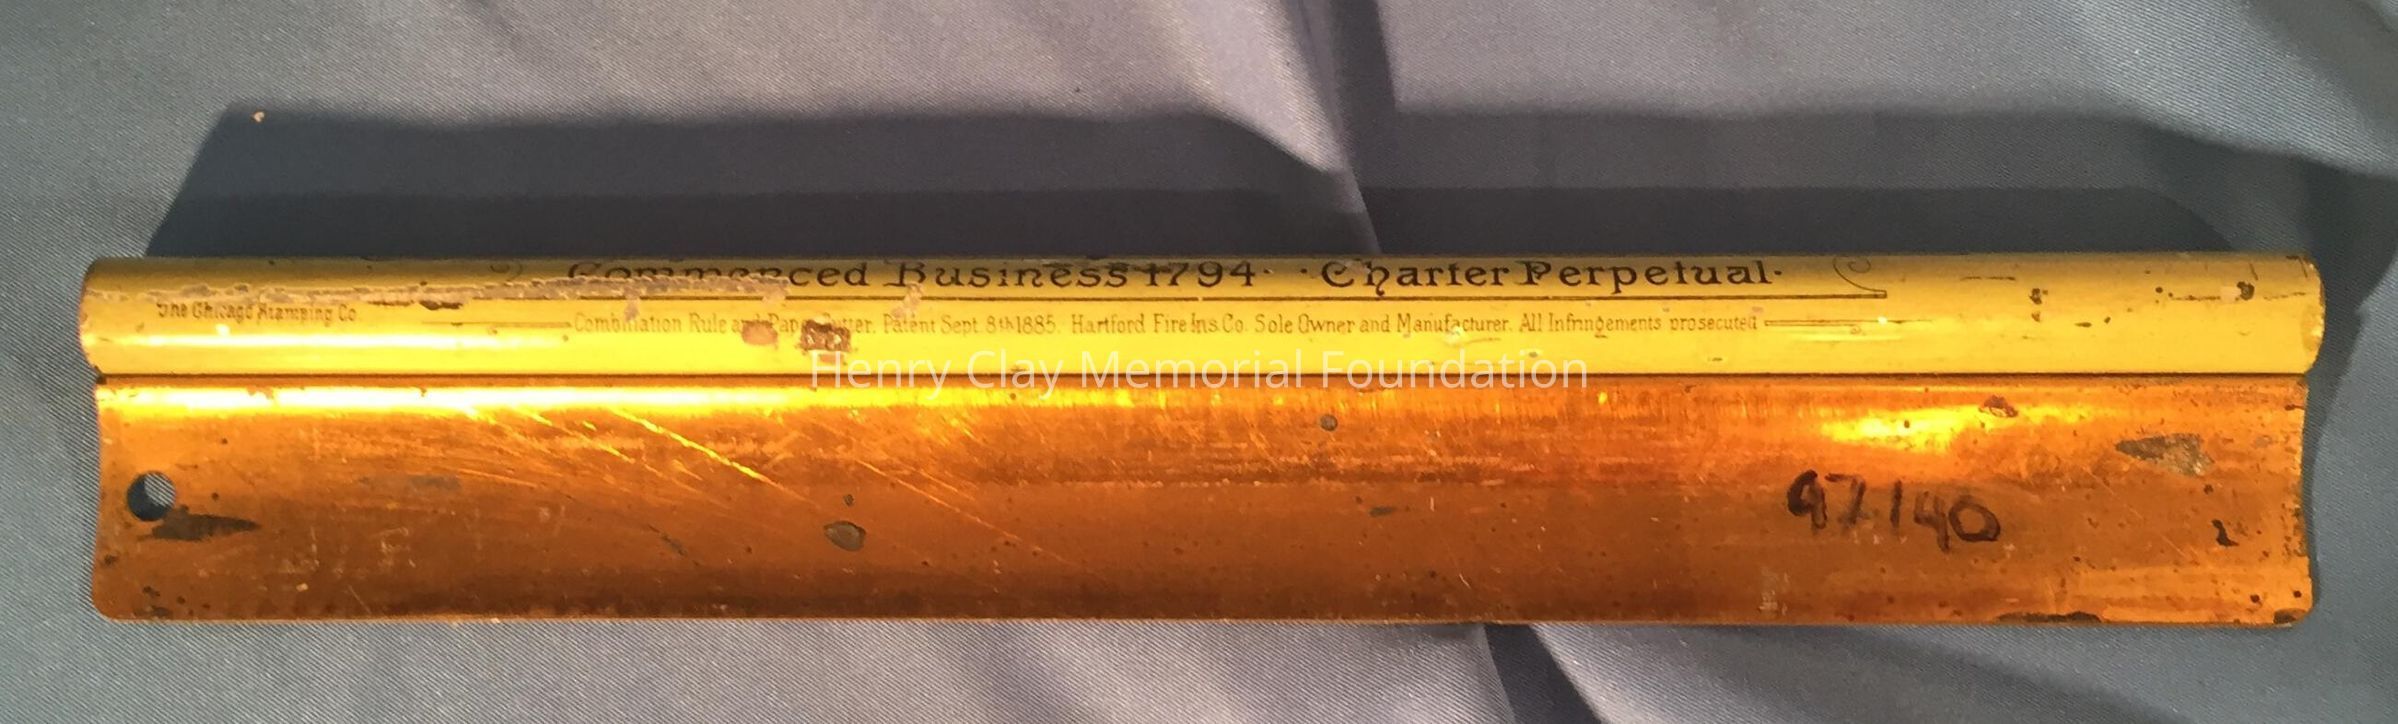 Commenced Business 1794· ·Charter Perpetual·
The Chicago Stamping Co.
Combination Rule and Paper Cutter. Patent Sept. 8th 1885. Hartford Fire Ins. Co. Sole Owner and Manufacturer. All Infringements prosecuted
Henry Clay Memorial Foundation
97.140